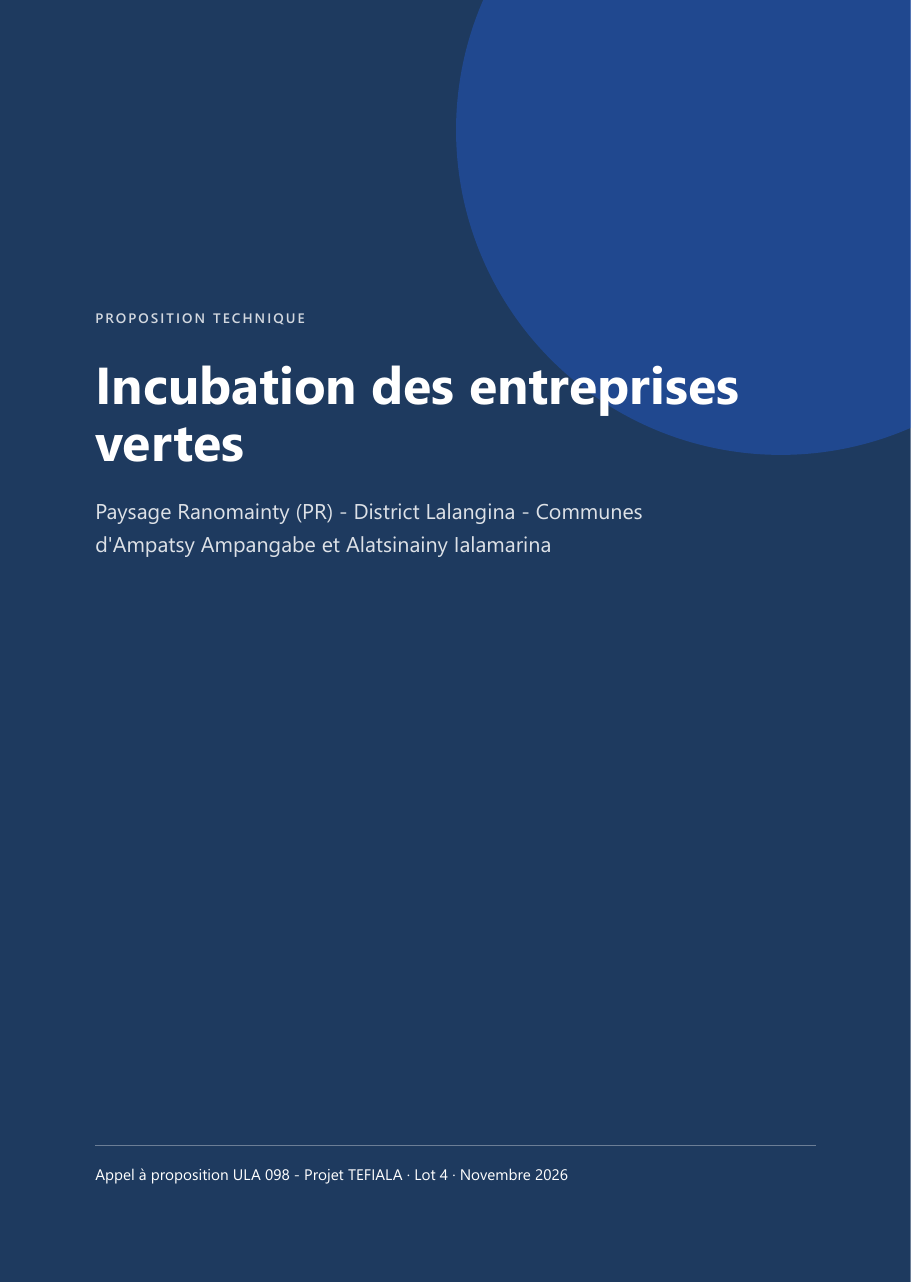 PROPOSITION TECHNIQUE
Incubation des entreprises
vertes
Paysage Ranomainty (PR) - District Lalangina - Communes
d'Ampatsy Ampangabe et Alatsinainy Ialamarina
Appel à proposition ULA 098 - Projet TEFIALA · Lot 4 · Novembre 2026